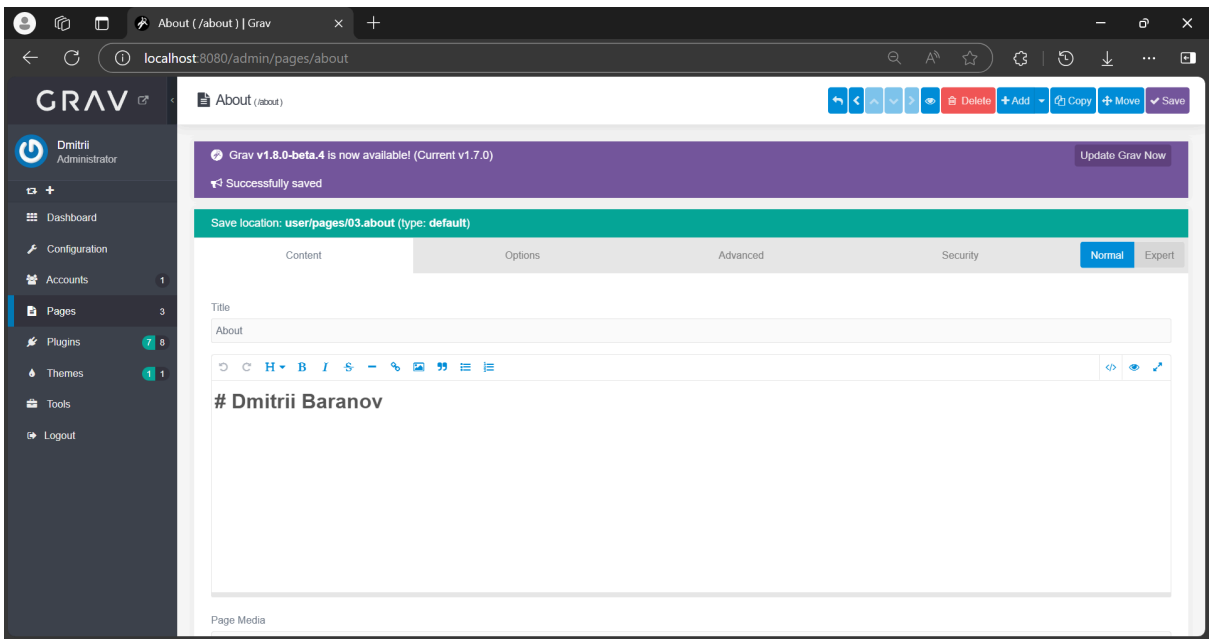 About ( /about ) | Grav
localhost:8080/admin/pages/about
GRAV
About (/about)
Delete
Add
Copy
Move
Save
Dmitrii
Administrator
Grav v1.8.0-beta.4 is now available! (Current v1.7.0)
Update Grav Now
Successfully saved
Dashboard
Configuration
Accounts 1
Pages 3
Plugins 7 8
Themes 1 1
Tools
Logout
Save location: user/pages/03.about (type: default)
Content Options Advanced Security Normal Expert
Title
About
H B I S
# Dmitrii Baranov
Page Media